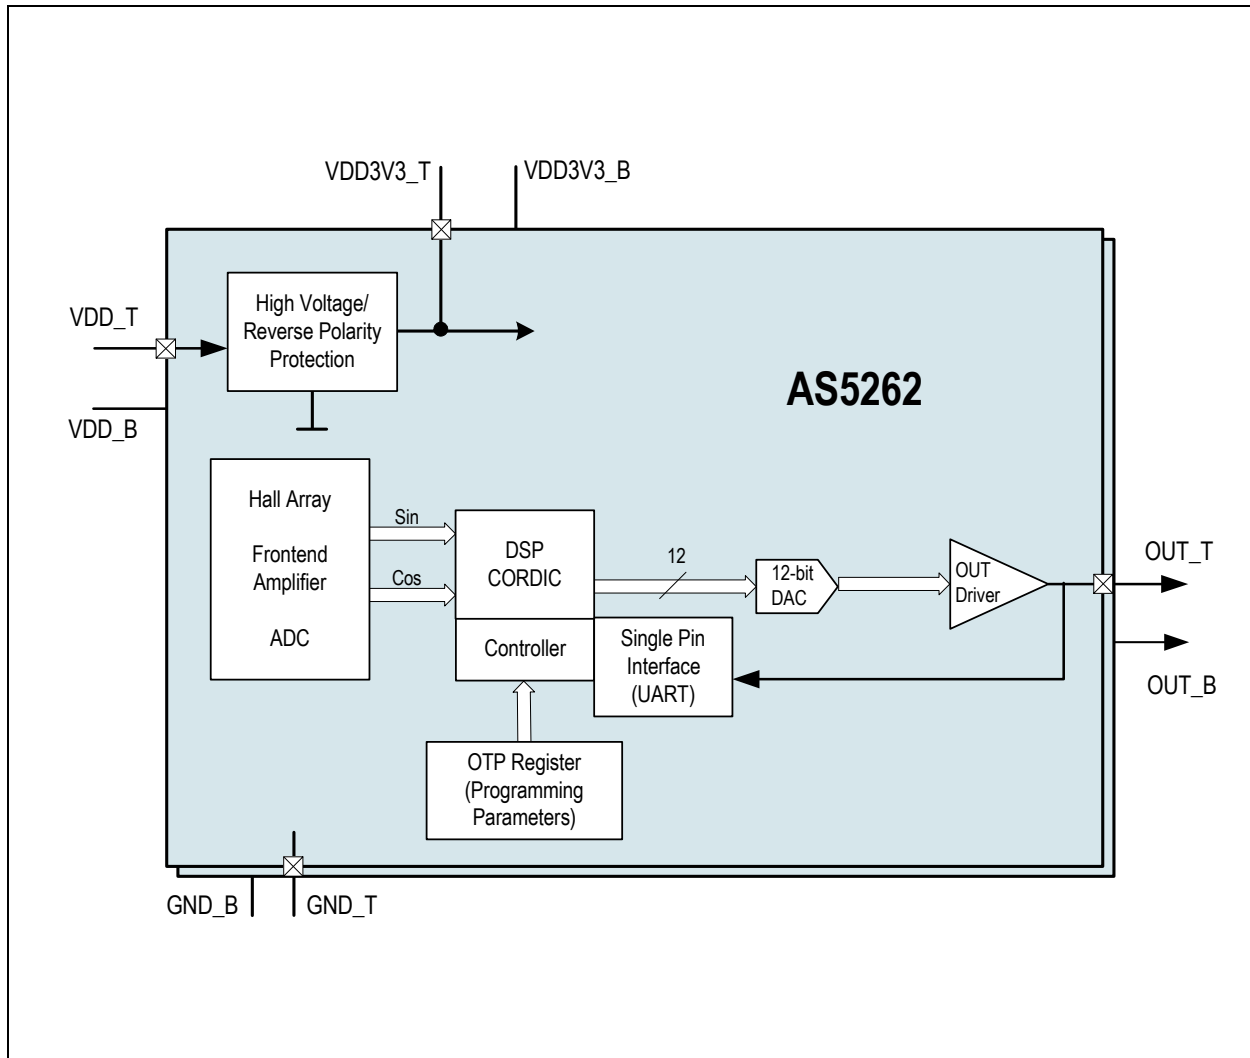 VDD3V3_T
VDD3V3_B
High Voltage/
Reverse Polarity
Protection
VDD_T
VDD_B
AS5262
Hall Array
Frontend
Amplifier
ADC
Sin
Cos
DSP
CORDIC
12
12-bit
DAC
OUT
Driver
OUT_T
OUT_B
Controller
Single Pin
Interface
(UART)
OTP Register
(Programming
Parameters)
GND_B
GND_T